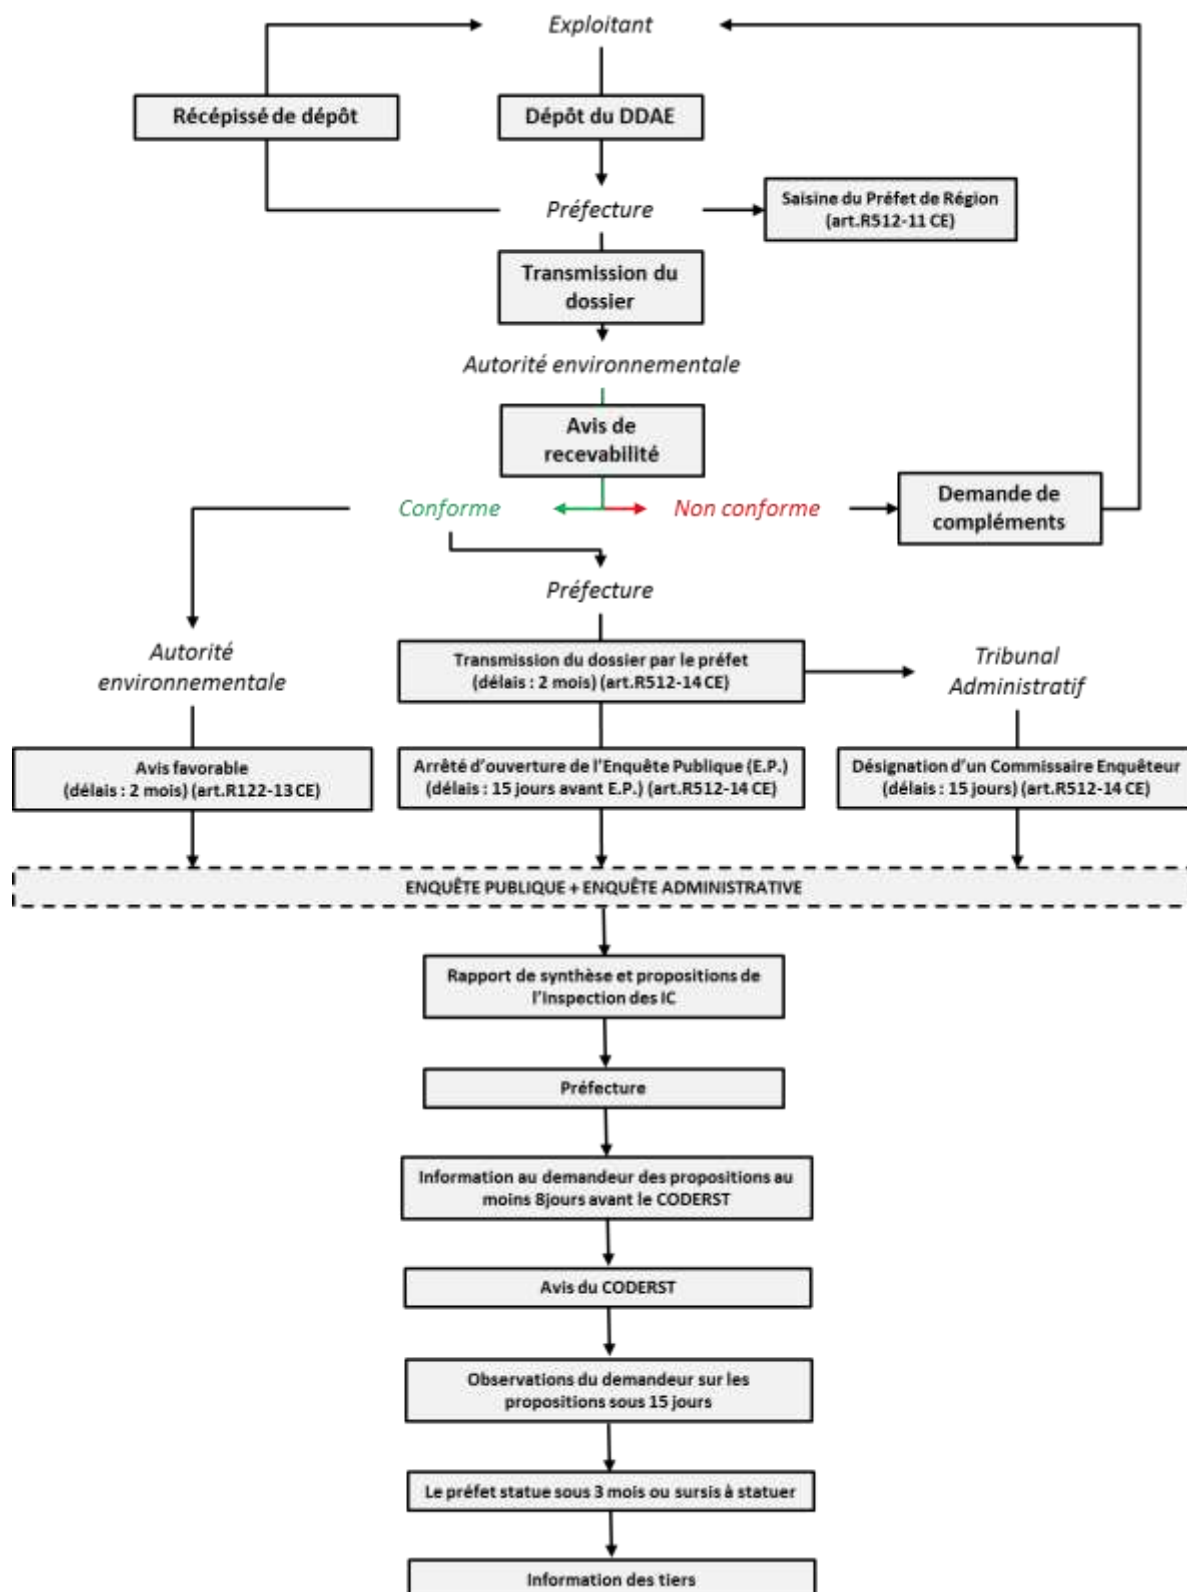 Exploitant
Récépissé de dépôt
Dépôt du DDAE
Préfecture
Saisine du Préfet de Région
(art.R512-11 CE)
Transmission du
dossier
Autorité environnementale
Avis de
recevabilité
Conforme
Non conforme
Demande de
compléments
Préfecture
Autorité
environnementale
Transmission du dossier par le préfet
(délais : 2 mois) (art.R512-14 CE)
Tribunal
Administratif
Avis favorable
(délais : 2 mois) (art.R122-13 CE)
Arrêté d'ouverture de l'Enquête Publique (E.P.)
(délais : 15 jours avant E.P.) (art.R512-14 CE)
Désignation d'un Commissaire Enquêteur
(délais : 15 jours) (art.R512-14 CE)
ENQUÊTE PUBLIQUE + ENQUÊTE ADMINISTRATIVE
Rapport de synthèse et propositions de
l'Inspection des IC
Préfecture
Information au demandeur des propositions au
moins 8jours avant le CODERST
Avis du CODERST
Observations du demandeur sur les
propositions sous 15 jours
Le préfet statue sous 3 mois ou sursis à statuer
Information des tiers